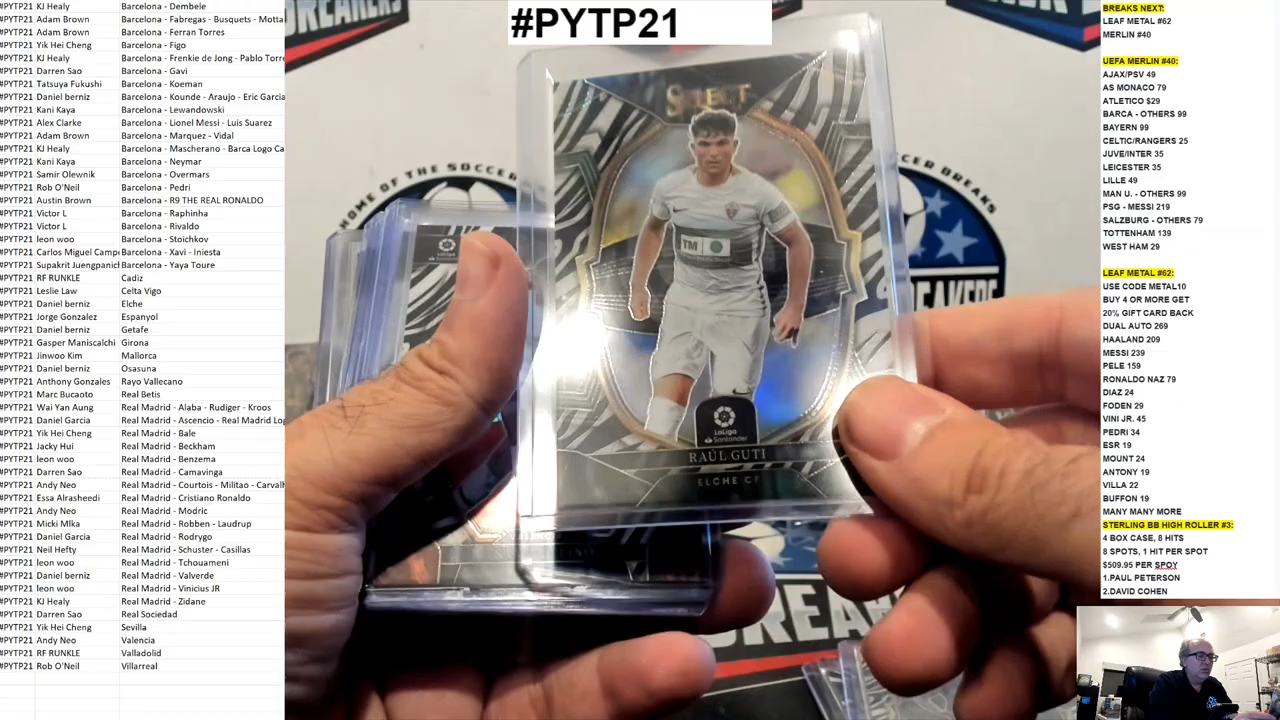 #PYTP21 KJ Healy Barcelona - Dembele
#PYTP21 Adam Brown Barcelona - Fabregas - Busquets - Motta
#PYTP21 Adam Brown Barcelona - Ferran Torres
#PYTP21 Yik Hei Cheng Barcelona - Figo
#PYTP21 KJ Healy Barcelona - Frenkie de Jong - Pablo Torre
#PYTP21 Darren Sao Barcelona - Gavi
#PYTP21 Tatsuya Fukushi Barcelona - Koeman
#PYTP21 Daniel berniz Barcelona - Kounde - Araujo - Eric Garcia
#PYTP21 Kani Kaya Barcelona - Lewandowski
#PYTP21 Alex Clarke Barcelona - Lionel Messi - Luis Suarez
#PYTP21 Adam Brown Barcelona - Marquez - Vidal
#PYTP21 KJ Healy Barcelona - Mascherano - Barca Logo Ca
#PYTP21 Kani Kaya Barcelona - Neymar
#PYTP21 Samir Olewnik Barcelona - Overmars
#PYTP21 Rob O'Neil Barcelona - Pedri
#PYTP21 Austin Brown Barcelona - R9 THE REAL RONALDO
#PYTP21 Victor L Barcelona - Raphinha
#PYTP21 Victor L Barcelona - Rivaldo
#PYTP21 leon woo Barcelona - Stoichkov
#PYTP21 Carlos Miguel Campo Barcelona - Xavi - Iniesta
#PYTP21 Supakrit Juengpanich Barcelona - Yaya Toure
#PYTP21 RF RUNKLE Cadiz
#PYTP21 Leslie Law Celta Vigo
#PYTP21 Daniel berniz Elche
#PYTP21 Jorge Gonzalez Espanyol
#PYTP21 Daniel berniz Getafe
#PYTP21 Gasper Maniscalchi Girona
#PYTP21 Jinwoo Kim Mallorca
#PYTP21 Daniel berniz Osasuna
#PYTP21 Anthony Gonzales Rayo Vallecano
#PYTP21 Marc Bucaoto Real Betis
#PYTP21 Wai Yan Aung Real Madrid - Alaba - Rudiger - Kroos
#PYTP21 Daniel Garcia Real Madrid - Ascencio - Real Madrid Log
#PYTP21 Yik Hei Cheng Real Madrid - Bale
#PYTP21 Jacky Hui Real Madrid - Beckham
#PYTP21 leon woo Real Madrid - Benzema
#PYTP21 Darren Sao Real Madrid - Camavinga
#PYTP21 Andy Neo Real Madrid - Courtois - Militao - Carvalh
#PYTP21 Essa Alrasheedi Real Madrid - Cristiano Ronaldo
#PYTP21 Andy Neo Real Madrid - Modric
#PYTP21 Micki Mlka Real Madrid - Robben - Laudrup
#PYTP21 Daniel Garcia Real Madrid - Rodrygo
#PYTP21 Neil Hefty Real Madrid - Schuster - Casillas
#PYTP21 leon woo Real Madrid - Tchouameni
#PYTP21 Daniel berniz Real Madrid - Valverde
#PYTP21 leon woo Real Madrid - Vinicius JR
#PYTP21 KJ Healy Real Madrid - Zidane
#PYTP21 Darren Sao Real Sociedad
#PYTP21 Yik Hei Cheng Sevilla
#PYTP21 Andy Neo Valencia
#PYTP21 RF RUNKLE Valladolid
#PYTP21 Rob O'Neil Villarreal
#PYTP21
SELECT
HOME OF THE SOCCER
BREAKERS
TM
LaLiga
Santander
RAÚL GUTI
ELCHE CF
BREAKS NEXT:
LEAF METAL #62
MERLIN #40
UEFA MERLIN #40:
AJAX/PSV 49
AS MONACO 79
ATLETICO $29
BARCA - OTHERS 99
BAYERN 99
CELTIC/RANGERS 25
JUVE/INTER 35
LEICESTER 35
LILLE 49
MAN U. - OTHERS 99
PSG - MESSI 219
SALZBURG - OTHERS 79
TOTTENHAM 139
WEST HAM 29
LEAF METAL #62:
USE CODE METAL10
BUY 4 OR MORE GET
20% GIFT CARD BACK
DUAL AUTO 269
HAALAND 209
MESSI 239
PELE 159
RONALDO NAZ 79
DIAZ 24
FODEN 29
VINI JR. 45
PEDRI 34
ESR 19
MOUNT 24
ANTONY 19
VILLA 22
BUFFON 19
MANY MANY MORE
STERLING BB HIGH ROLLER #3:
4 BOX CASE, 8 HITS
8 SPOTS, 1 HIT PER SPOT
$509.95 PER SPOY
1.PAUL PETERSON
2.DAVID COHEN